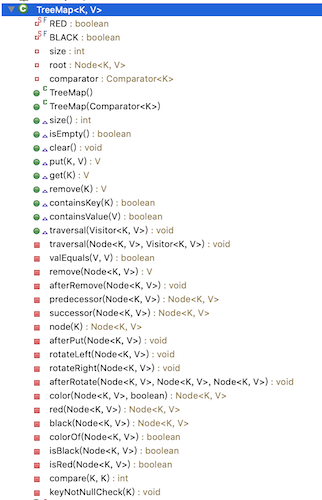 TreeMap<K, V>
RED : boolean
BLACK : boolean
size : int
root : Node<K, V>
comparator : Comparator<K>
TreeMap()
TreeMap(Comparator<K>)
size() : int
isEmpty() : boolean
clear() : void
put(K, V) : V
get(K) : V
remove(K) : V
containsKey(K) : boolean
containsValue(V) : boolean
traversal(Visitor<K, V>) : void
traversal(Node<K, V>, Visitor<K, V>) : void
valEquals(V, V) : boolean
remove(Node<K, V>) : V
afterRemove(Node<K, V>) : void
predecessor(Node<K, V>) : Node<K, V>
successor(Node<K, V>) : Node<K, V>
node(K) : Node<K, V>
afterPut(Node<K, V>) : void
rotateLeft(Node<K, V>) : void
rotateRight(Node<K, V>) : void
afterRotate(Node<K, V>, Node<K, V>, Node<K, V>) : void
color(Node<K, V>, boolean) : Node<K, V>
red(Node<K, V>) : Node<K, V>
black(Node<K, V>) : Node<K, V>
colorOf(Node<K, V>) : boolean
isBlack(Node<K, V>) : boolean
isRed(Node<K, V>) : boolean
compare(K, K) : int
keyNotNullCheck(K) : void